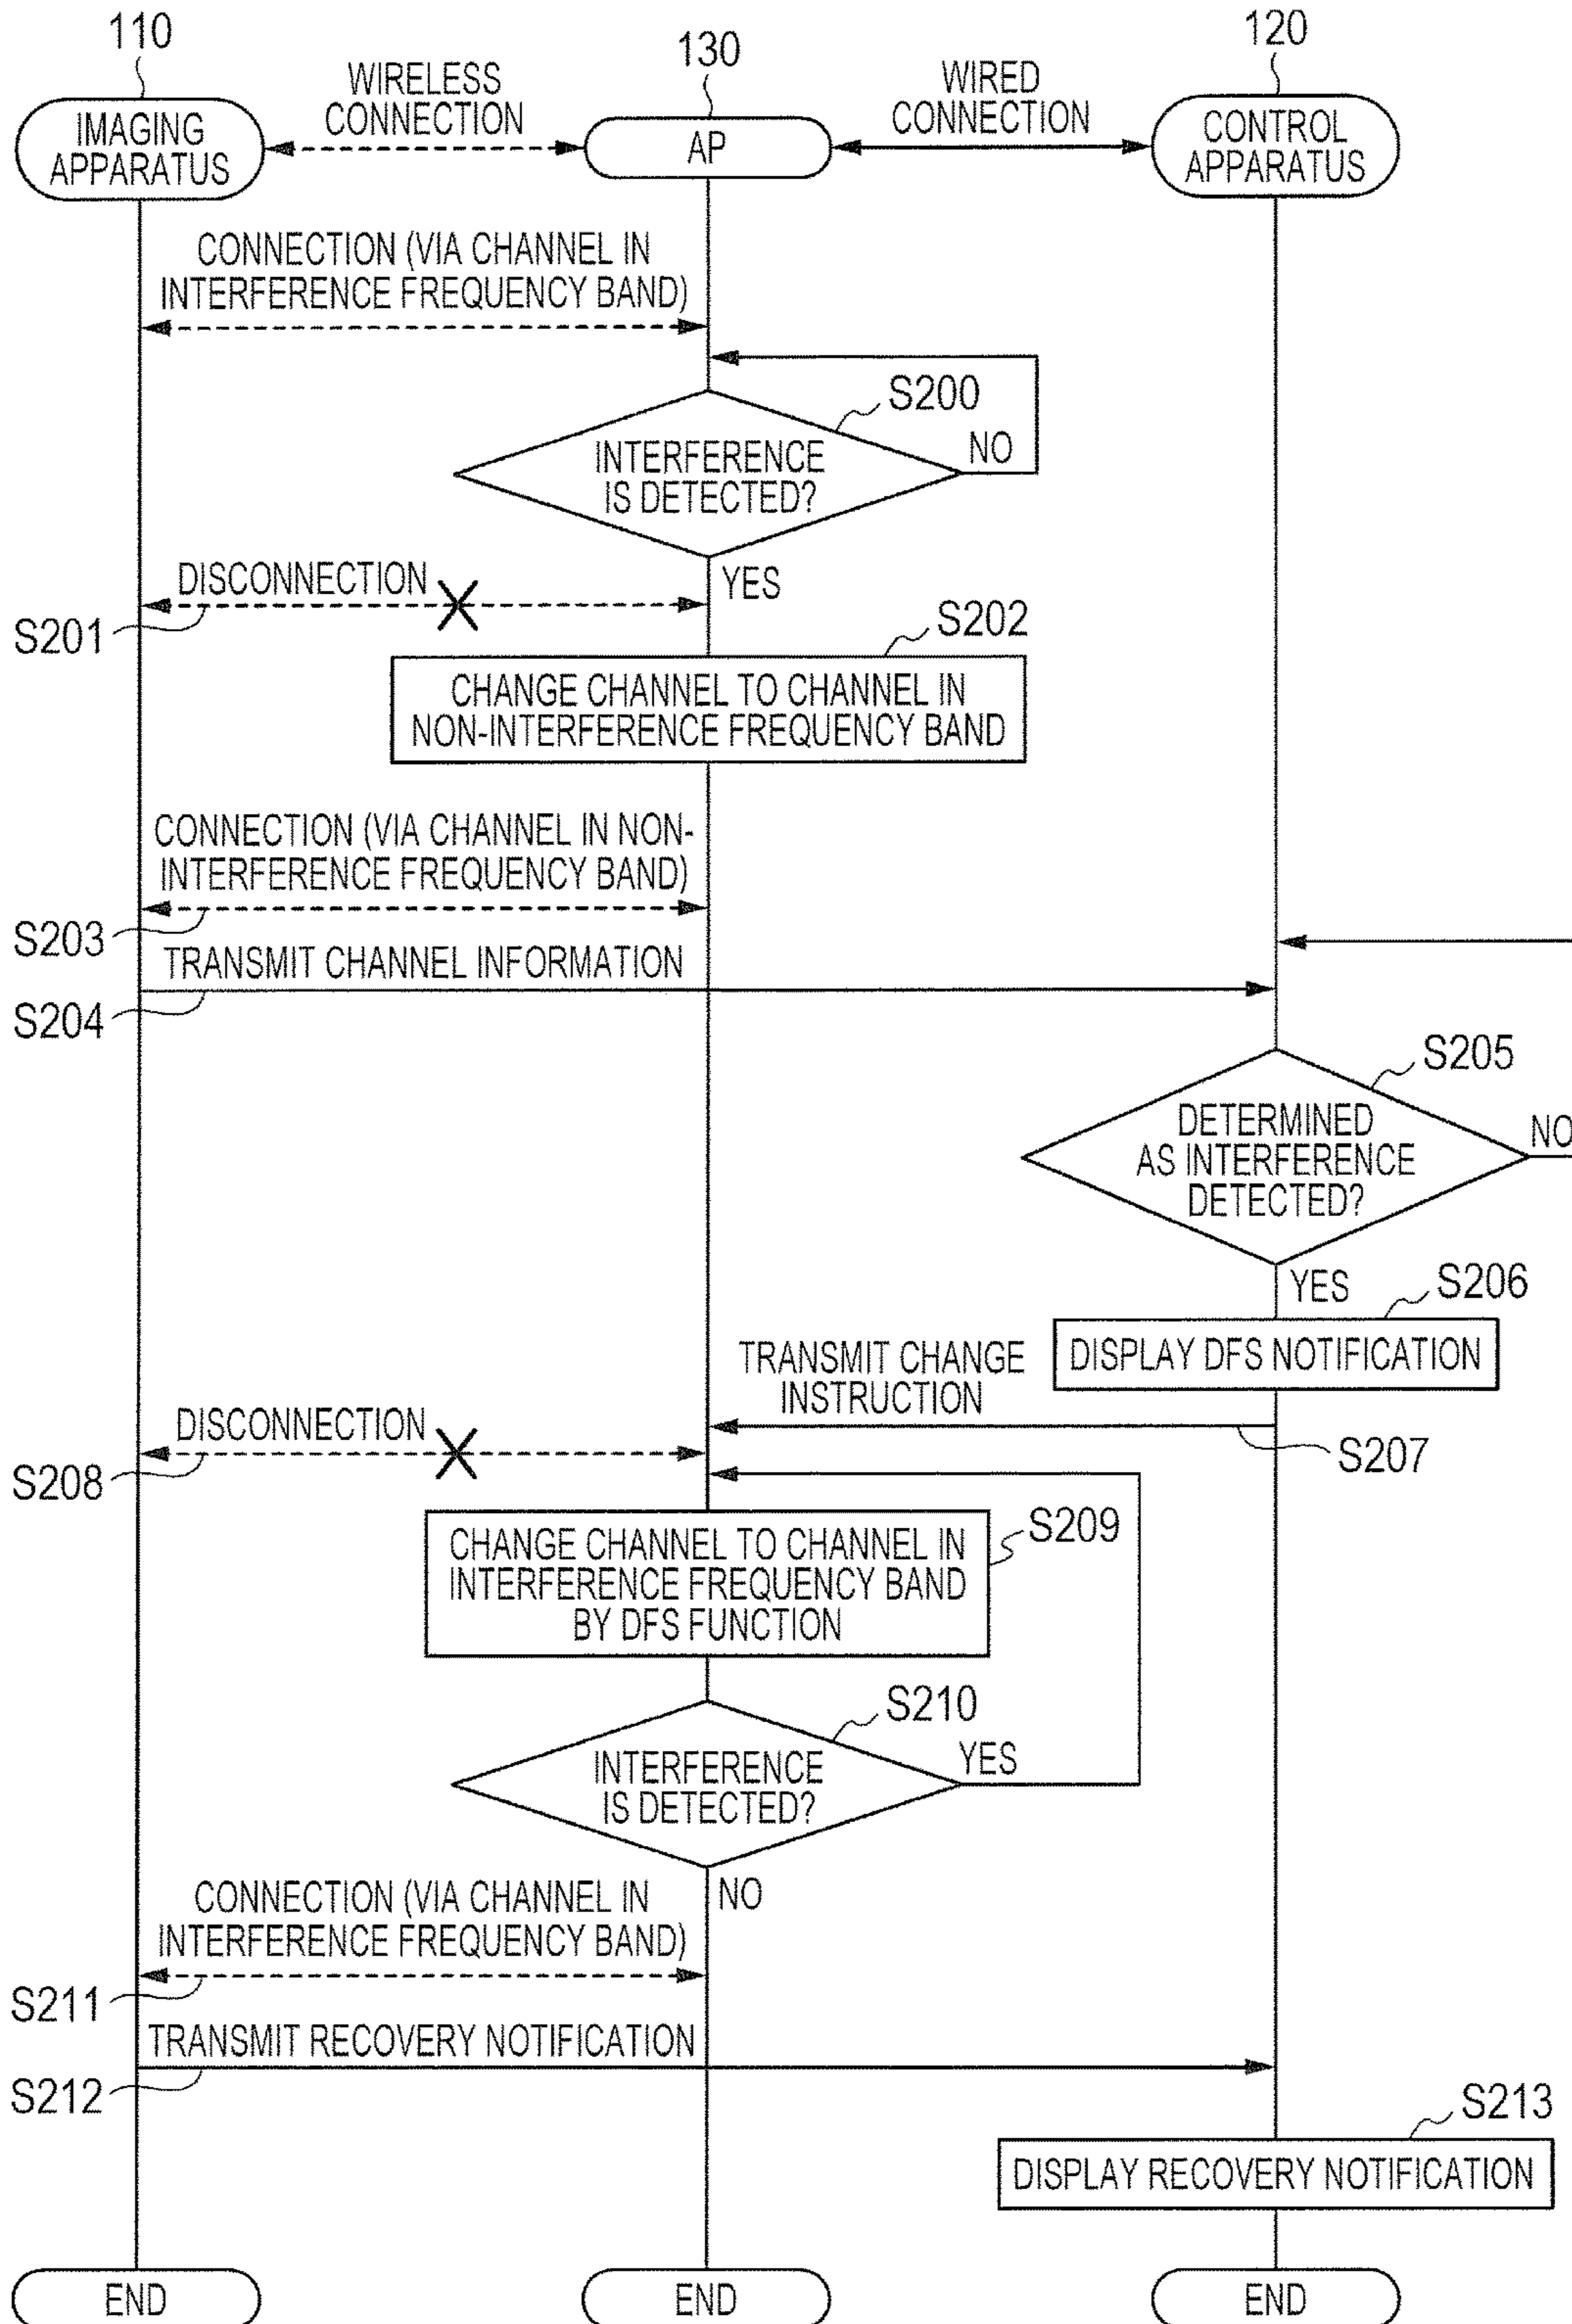 110
130
120
WIRELESS
CONNECTION
WIRED
CONNECTION
IMAGING
APPARATUS
AP
CONTROL
APPARATUS
CONNECTION (VIA CHANNEL IN
INTERFERENCE FREQUENCY BAND)
S200
INTERFERENCE
IS DETECTED?
NO
DISCONNECTION
YES
S201
S202
CHANGE CHANNEL TO CHANNEL IN
NON-INTERFERENCE FREQUENCY BAND
CONNECTION (VIA CHANNEL IN NON-
INTERFERENCE FREQUENCY BAND)
S203
TRANSMIT CHANNEL INFORMATION
S204
S205
DETERMINED
AS INTERFERENCE
DETECTED?
NO
YES
S206
DISPLAY DFS NOTIFICATION
TRANSMIT CHANGE
INSTRUCTION
S207
DISCONNECTION
S208
CHANGE CHANNEL TO CHANNEL IN
INTERFERENCE FREQUENCY BAND
BY DFS FUNCTION
S209
S210
INTERFERENCE
IS DETECTED?
YES
NO
CONNECTION (VIA CHANNEL IN
INTERFERENCE FREQUENCY BAND)
S211
TRANSMIT RECOVERY NOTIFICATION
S212
S213
DISPLAY RECOVERY NOTIFICATION
END
END
END